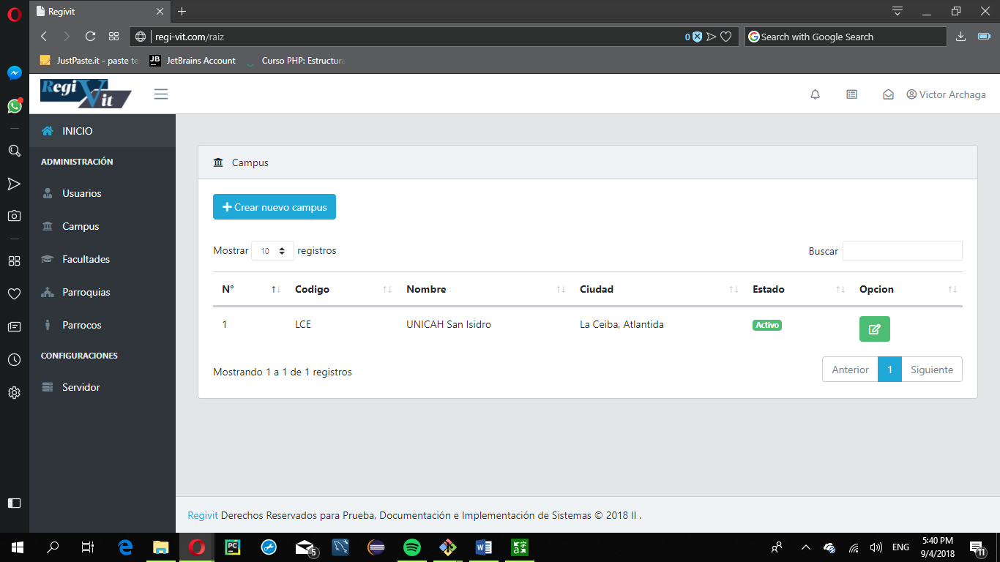 Regivit
regi-vit.com/raiz
0
Search with Google Search
JustPaste.it - paste te
JB
JetBrains Account
Curso PHP: Estructura
Regi Vit
Victor Archaga
INICIO
ADMINISTRACIÓN
Usuarios
Campus
Facultades
Parroquias
Parrocos
CONFIGURACIONES
Servidor
Campus
Crear nuevo campus
Mostrar 10 registros
Buscar
N° Codigo Nombre Ciudad Estado Opcion
1 LCE UNICAH San Isidro La Ceiba, Atlantida Activo
Mostrando 1 a 1 de 1 registros
Anterior 1 Siguiente
Regivit Derechos Reservados para Prueba, Documentación e Implementación de Sistemas © 2018 II .
PC
5
W
ENG
5:40 PM
9/4/2018
11